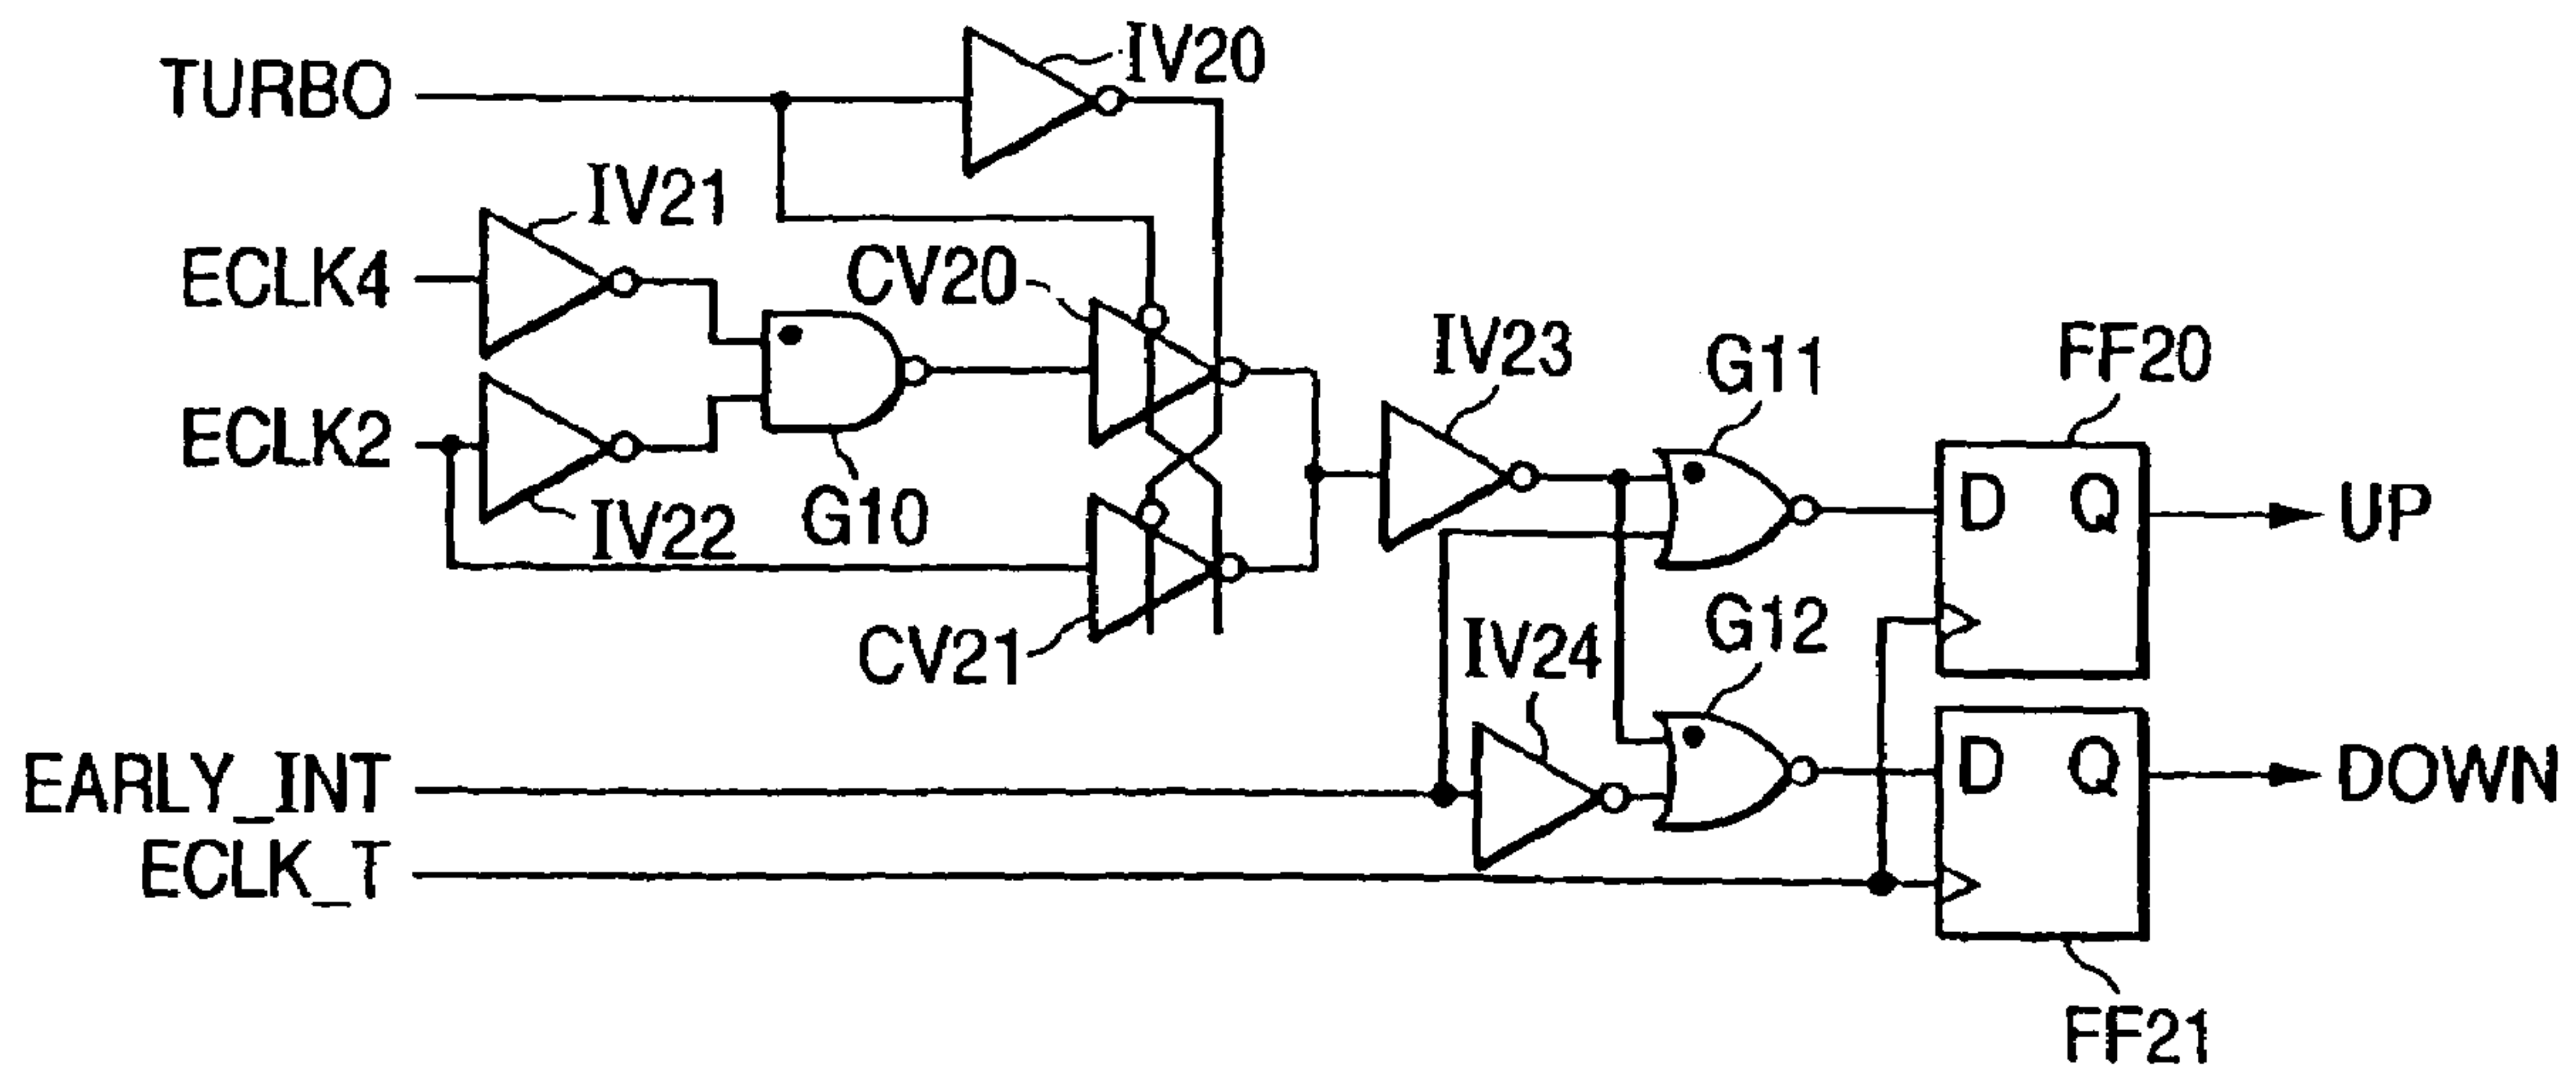 TURBO
IV20
IV21
ECLK4
CV20
IV23
G11
FF20
ECLK2
IV22
G10
D Q
UP
CV21
IV24
G12
EARLY_INT
D Q
DOWN
ECLK_T
FF21